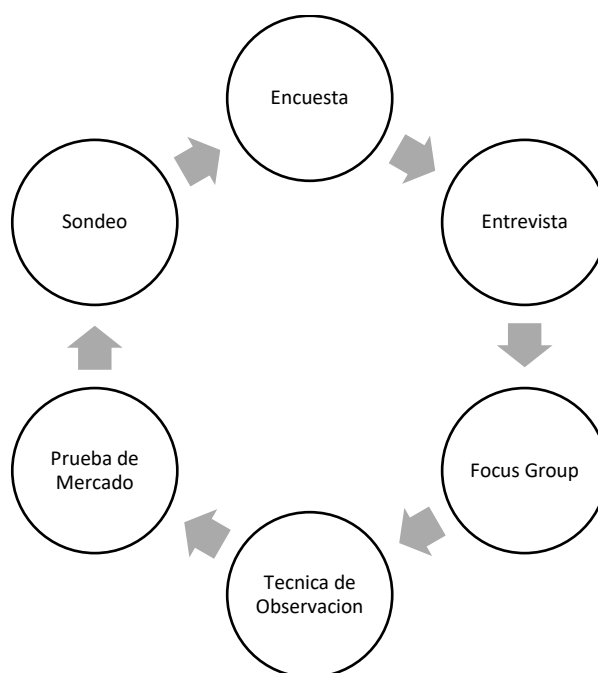 Encuesta
Entrevista
Focus Group
Tecnica de
Observacion
Prueba de
Mercado
Sondeo